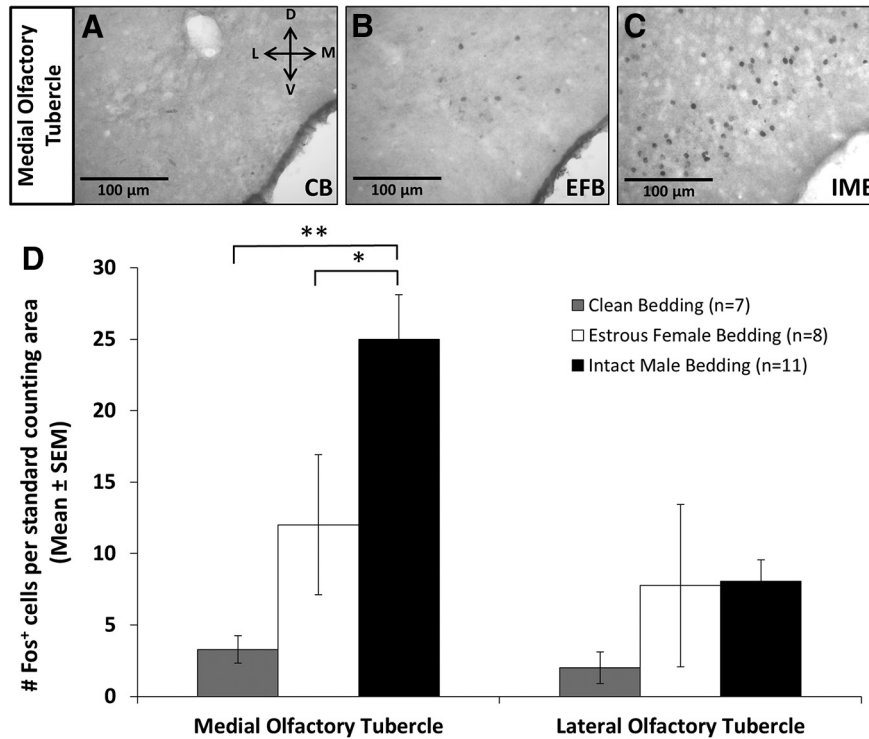 Medial Olfactory
Tubercle
A
D
L
M
V
100 µm
CB
B
100 µm
EFB
C
100 µm
IMB
D
# Fos⁺ cells per standard counting area
(Mean ± SEM)
30
25
20
15
10
5
0
**
*
Clean Bedding (n=7)
Estrous Female Bedding (n=8)
Intact Male Bedding (n=11)
Medial Olfactory Tubercle
Lateral Olfactory Tubercle